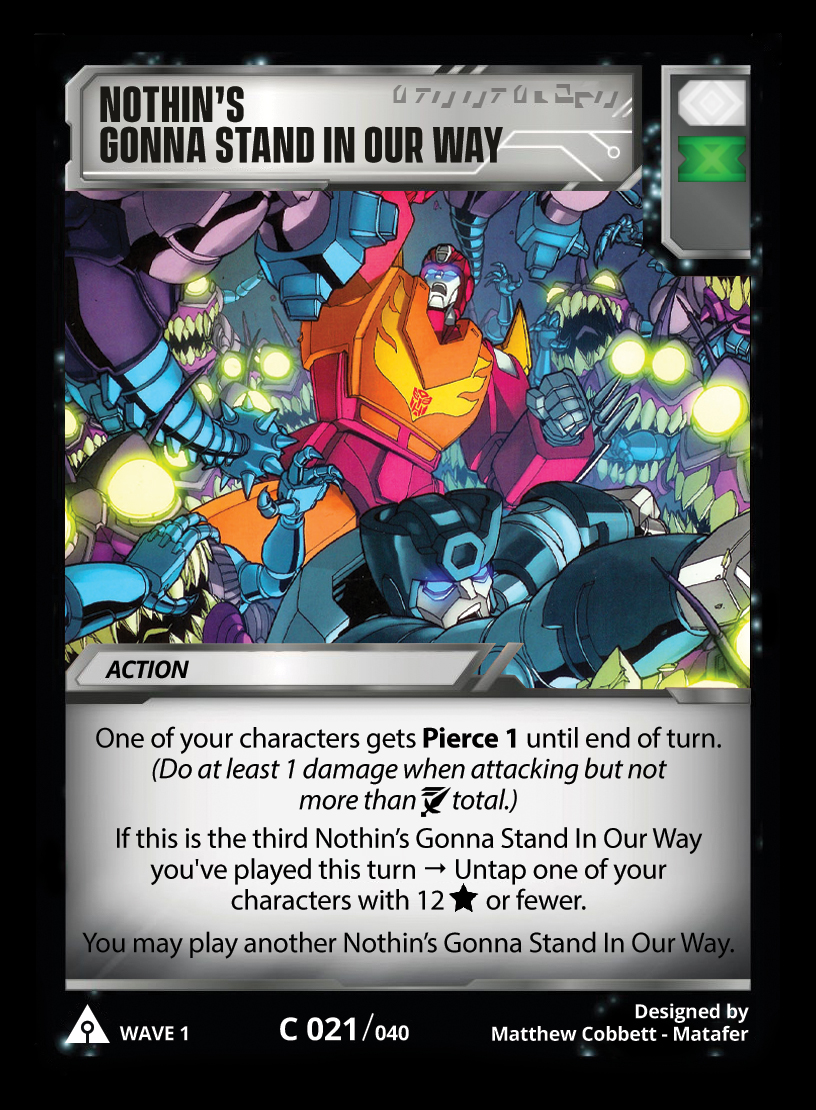 NOTHIN'S
GONNA STAND IN OUR WAY
ACTION
One of your characters gets Pierce 1 until end of turn.
(Do at least 1 damage when attacking but not
more than total.)
If this is the third Nothin's Gonna Stand In Our Way
you've played this turn → Untap one of your
characters with 12 ★ or fewer.
You may play another Nothin's Gonna Stand In Our Way.
WAVE 1
C 021/040
Designed by
Matthew Cobbett - Matafer